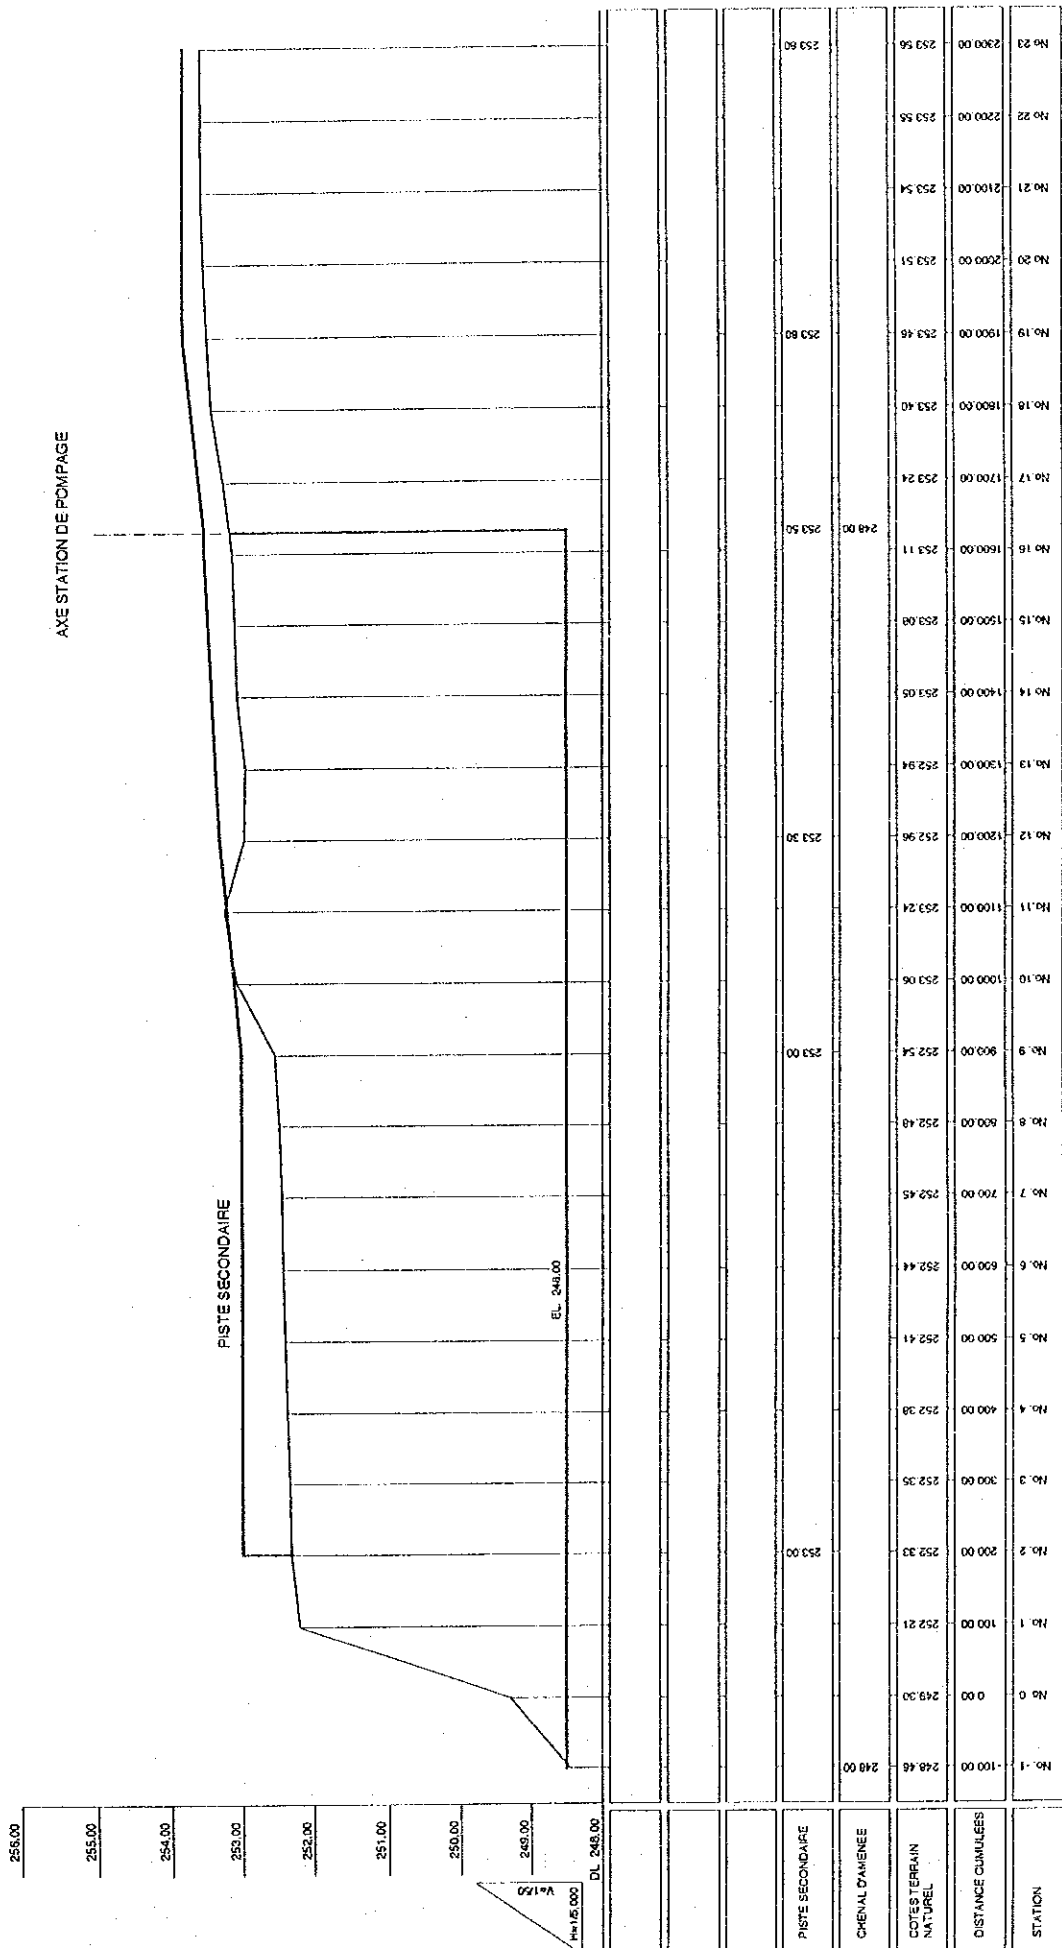 AXE STATION DE POMPAGE
PISTE SECONDAIRE
EL. 248.00
256.00
255.00
254.00
253.00
252.00
251.00
250.00
249.00
DL 248.00
V=1/50
H=1/5,000
PISTE SECONDAIRE
253.00 253.00 253.30 253.50 253.80 253.80
CHENAL D'AMENEE
248.00 248.00
COTES TERRAIN
NATUREL
248.46 249.30 252.21 252.33 252.35 252.38 252.41 252.44 252.45 252.48 252.54 253.06 253.24 252.96 252.94 253.05 253.08 253.11 253.24 253.40 253.46 253.51 253.54 253.55 253.56
DISTANCE CUMULEES
-100.00 0.00 100.00 200.00 300.00 400.00 500.00 600.00 700.00 800.00 900.00 1000.00 1100.00 1200.00 1300.00 1400.00 1500.00 1600.00 1700.00 1800.00 1900.00 2000.00 2100.00 2200.00 2300.00
STATION
No. -1 No 0 No. 1 No. 2 No. 3 No. 4 No. 5 No. 6 No. 7 No. 8 No. 9 No.10 No.11 No.12 No.13 No.14 No.15 No 16 No.17 No.18 No.19 No 20 No 21 No 22 No 23